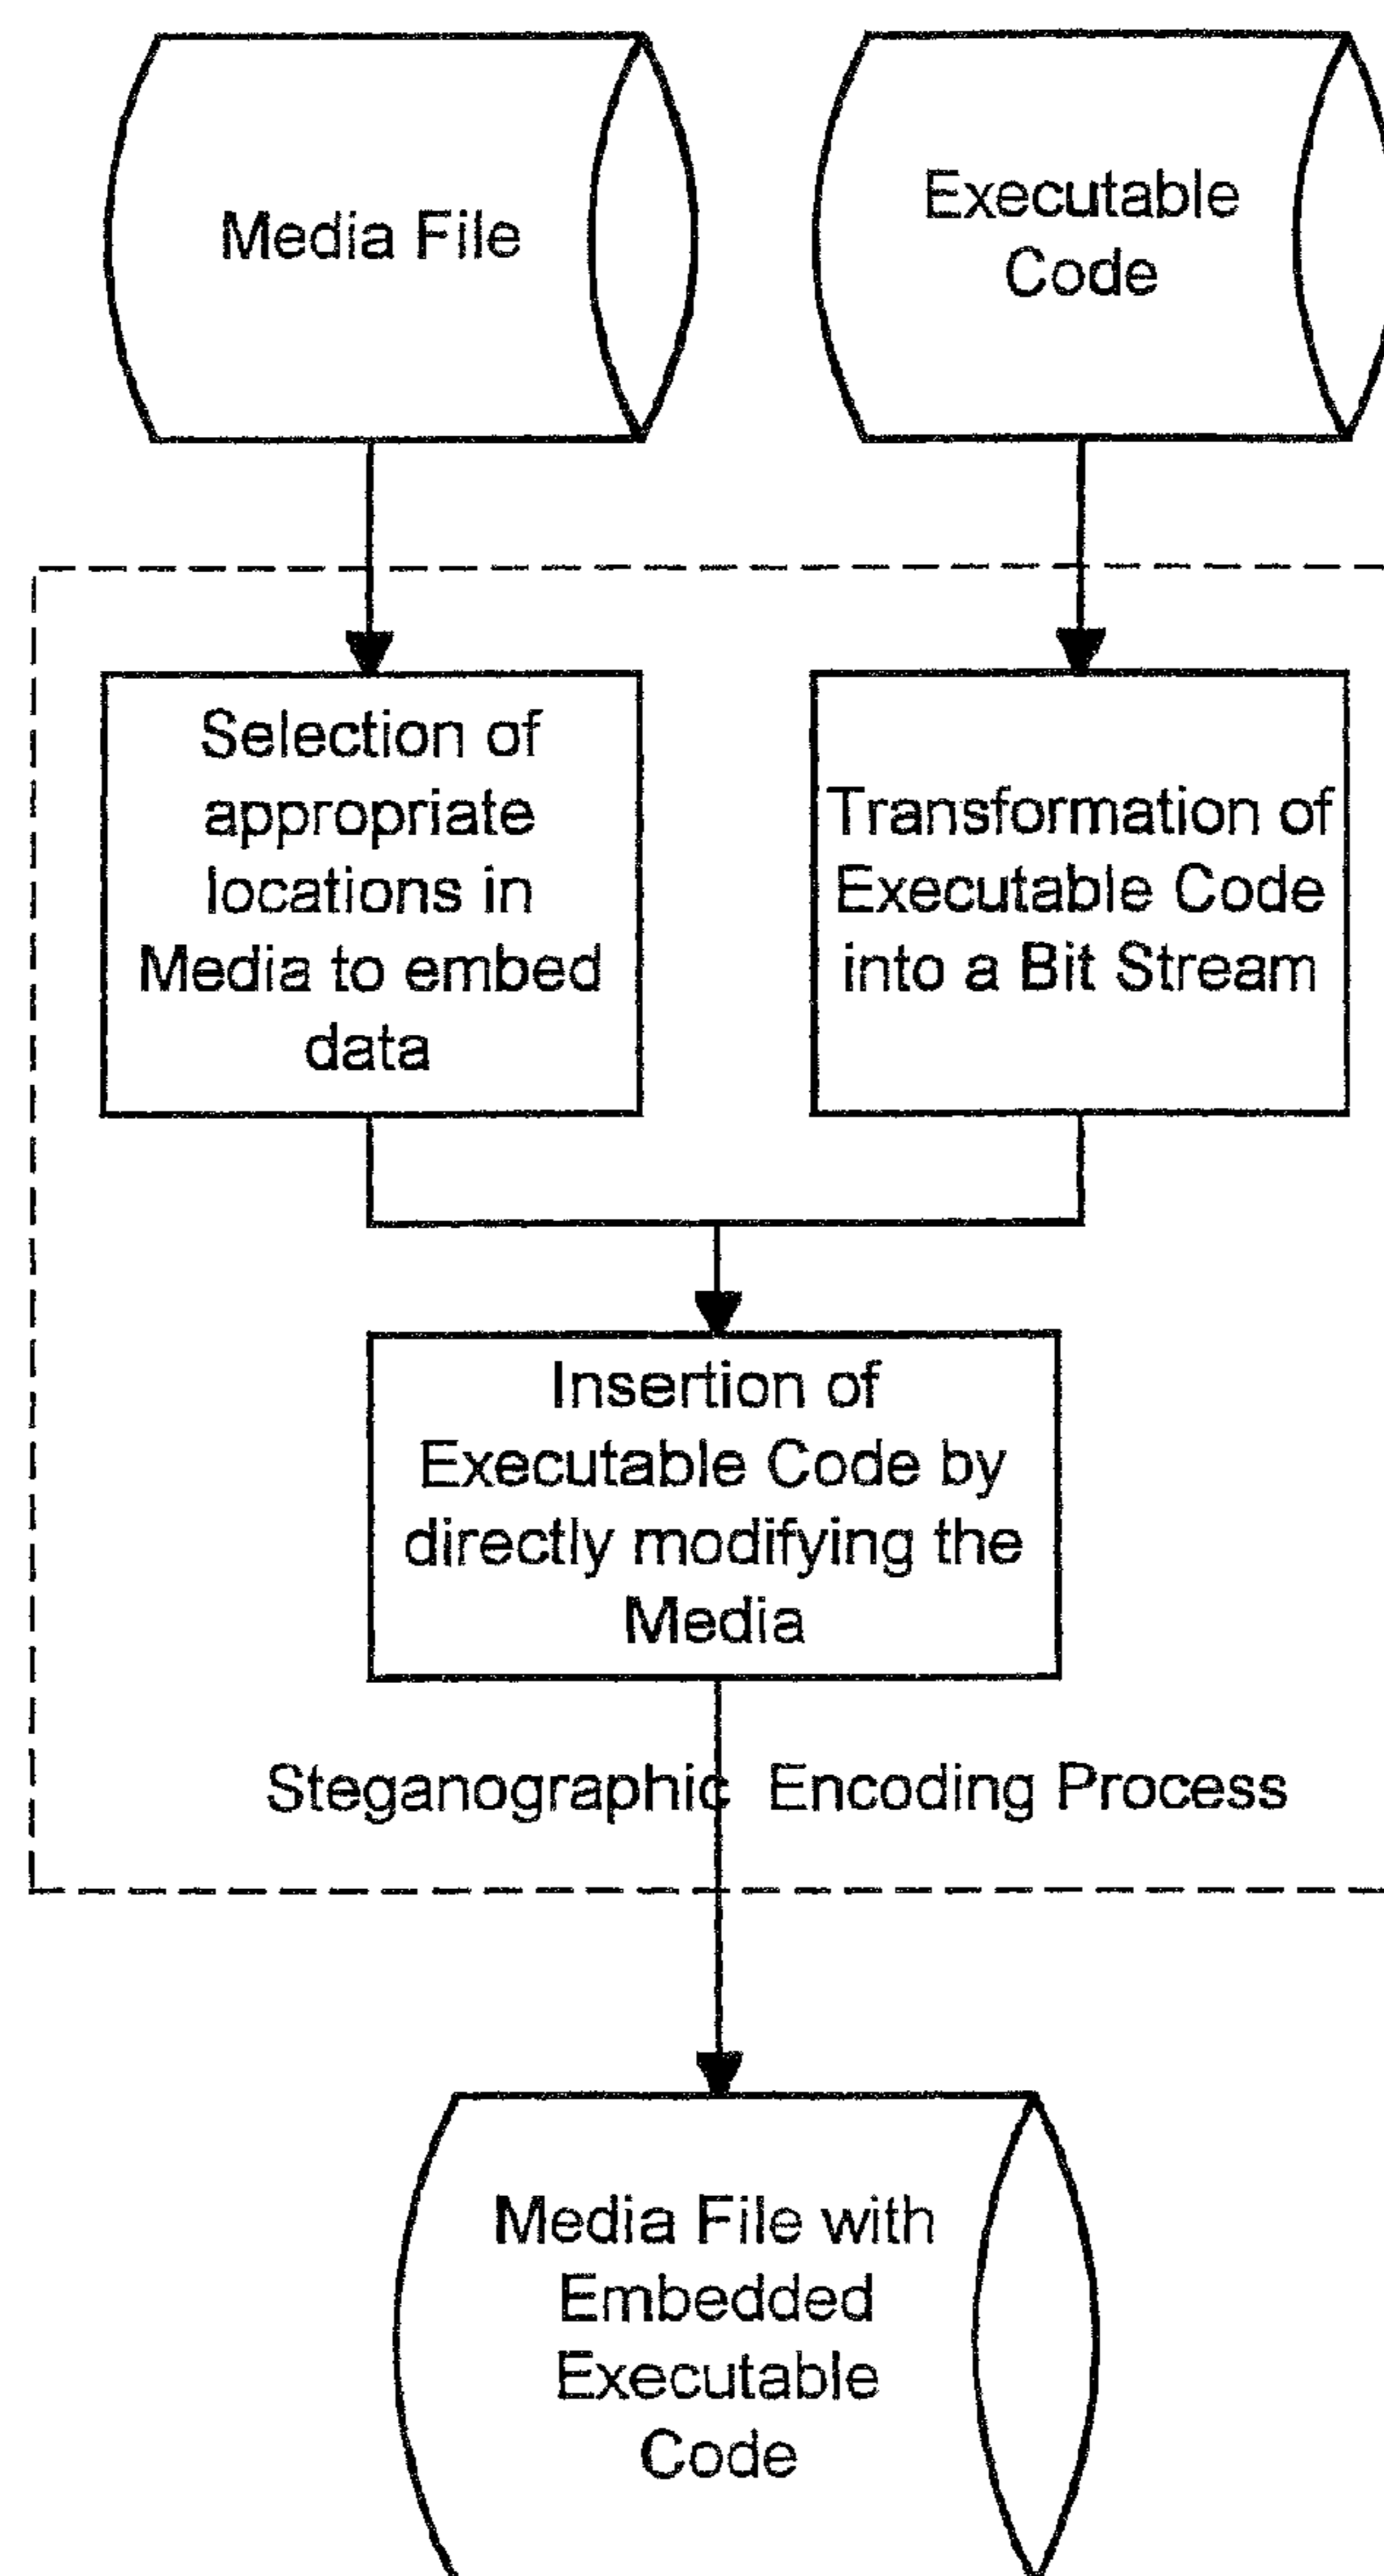 Media File
Executable
Code
Selection of
appropriate
locations in
Media to embed
data
Transformation of
Executable Code
into a Bit Stream
Insertion of
Executable Code by
directly modifying the
Media
Steganographic Encoding Process
Media File with
Embedded
Executable
Code